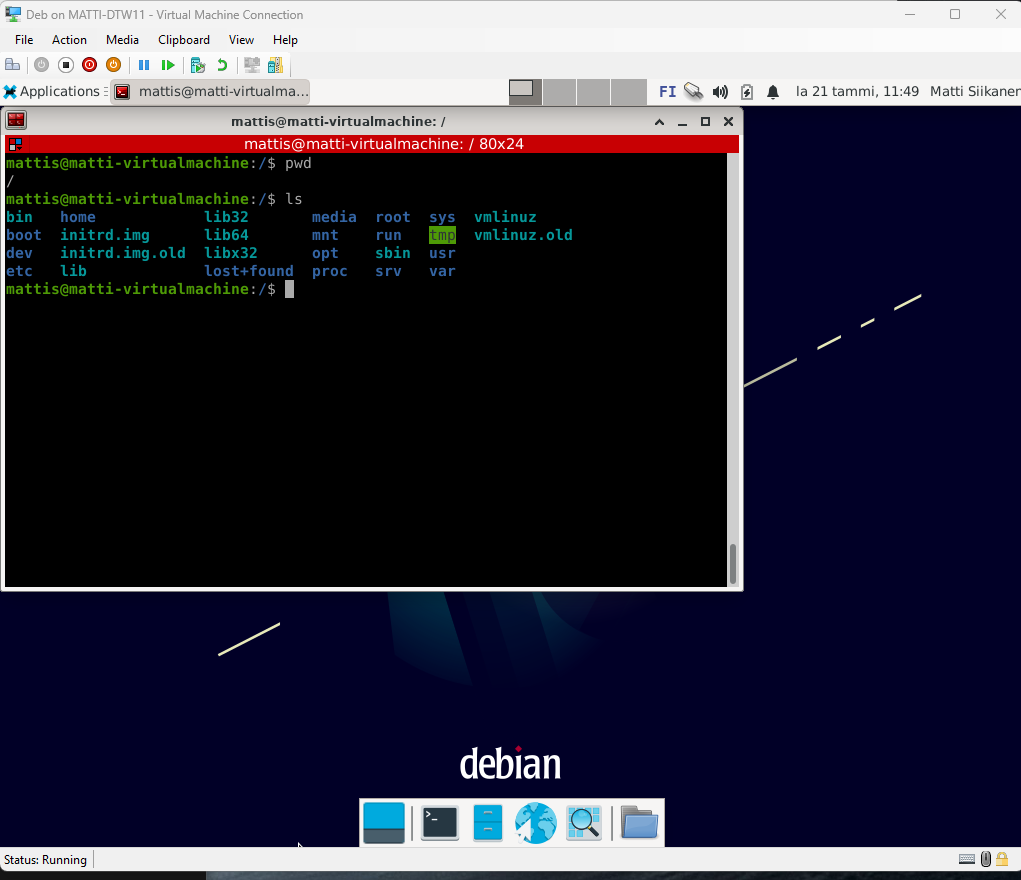 Deb on MATTI-DTW11 - Virtual Machine Connection
File Action Media Clipboard View Help
Applications mattis@matti-virtualma... FI la 21 tammi, 11:49 Matti Siikanen
mattis@matti-virtualmachine: /
mattis@matti-virtualmachine: / 80x24
mattis@matti-virtualmachine:/$ pwd
/
mattis@matti-virtualmachine:/$ ls
bin home lib32 media root sys vmlinuz
boot initrd.img lib64 mnt run tmp vmlinuz.old
dev initrd.img.old libx32 opt sbin usr
etc lib lost+found proc srv var
mattis@matti-virtualmachine:/$
debian
>_
Status: Running